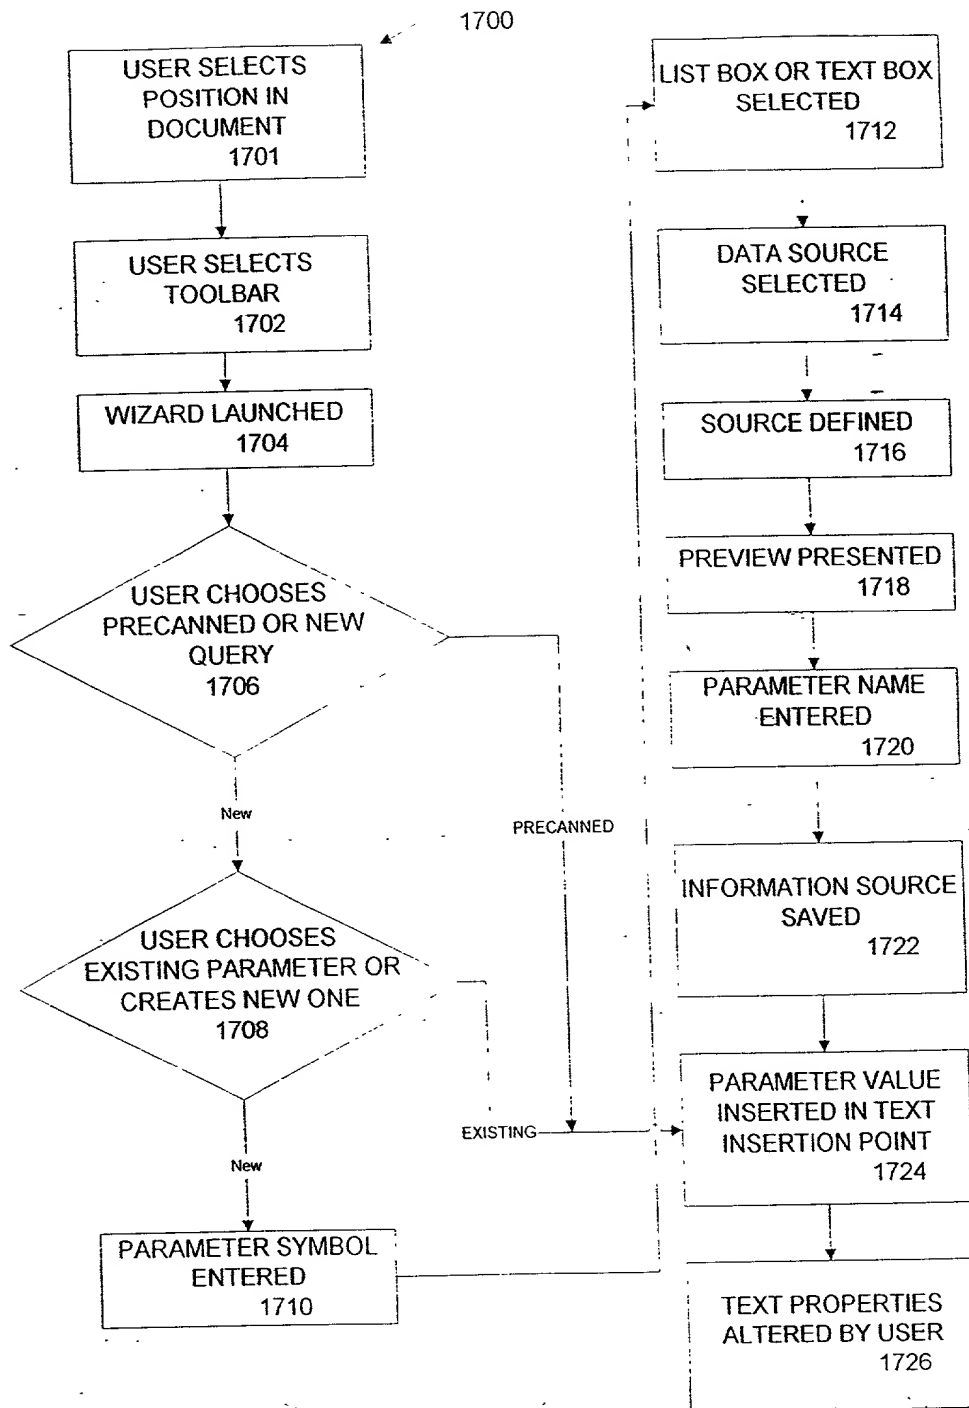 1700
USER SELECTS
POSITION IN
DOCUMENT
1701
USER SELECTS
TOOLBAR
1702
WIZARD LAUNCHED
1704
USER CHOOSES
PRECANNED OR NEW
QUERY
1706
New
PRECANNED
USER CHOOSES
EXISTING PARAMETER OR
CREATES NEW ONE
1708
EXISTING
New
PARAMETER SYMBOL
ENTERED
1710
LIST BOX OR TEXT BOX
SELECTED
1712
DATA SOURCE
SELECTED
1714
SOURCE DEFINED
1716
PREVIEW PRESENTED
1718
PARAMETER NAME
ENTERED
1720
INFORMATION SOURCE
SAVED
1722
PARAMETER VALUE
INSERTED IN TEXT
INSERTION POINT
1724
TEXT PROPERTIES
ALTERED BY USER
1726